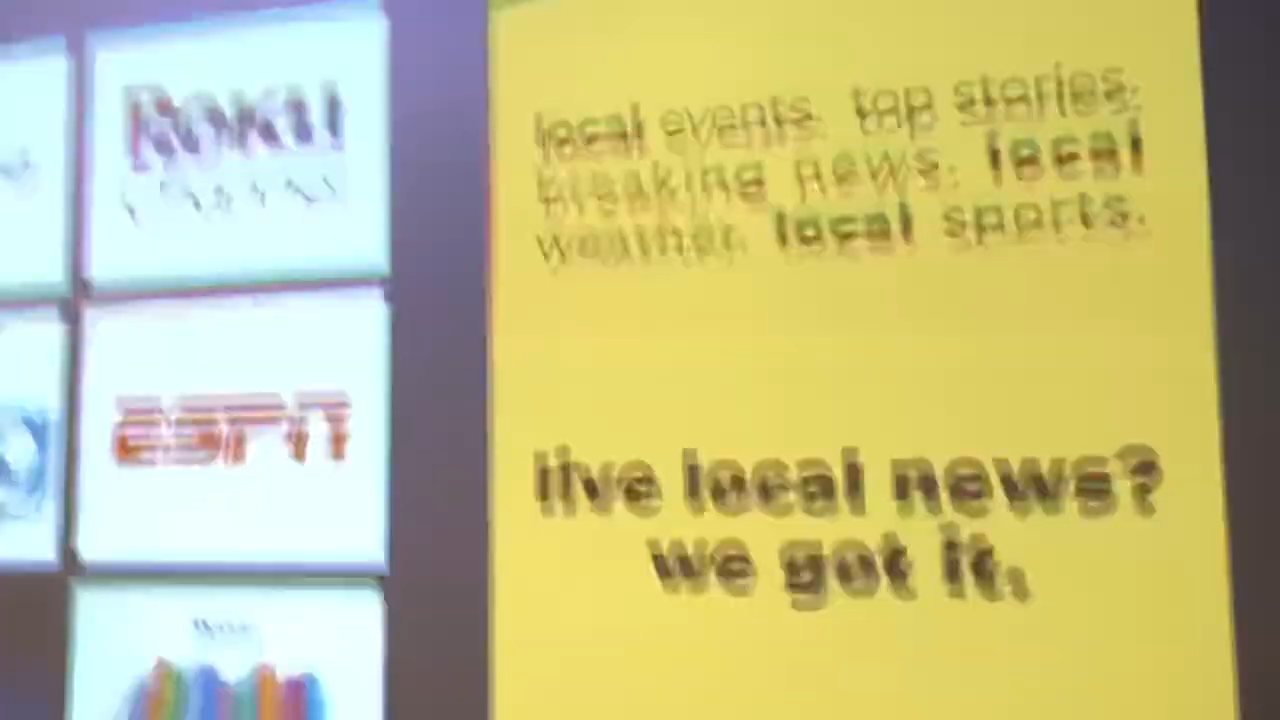 Roku
ESPN
local events. top stories.
breaking news. local
weather. local sports.
live local news?
we got it.